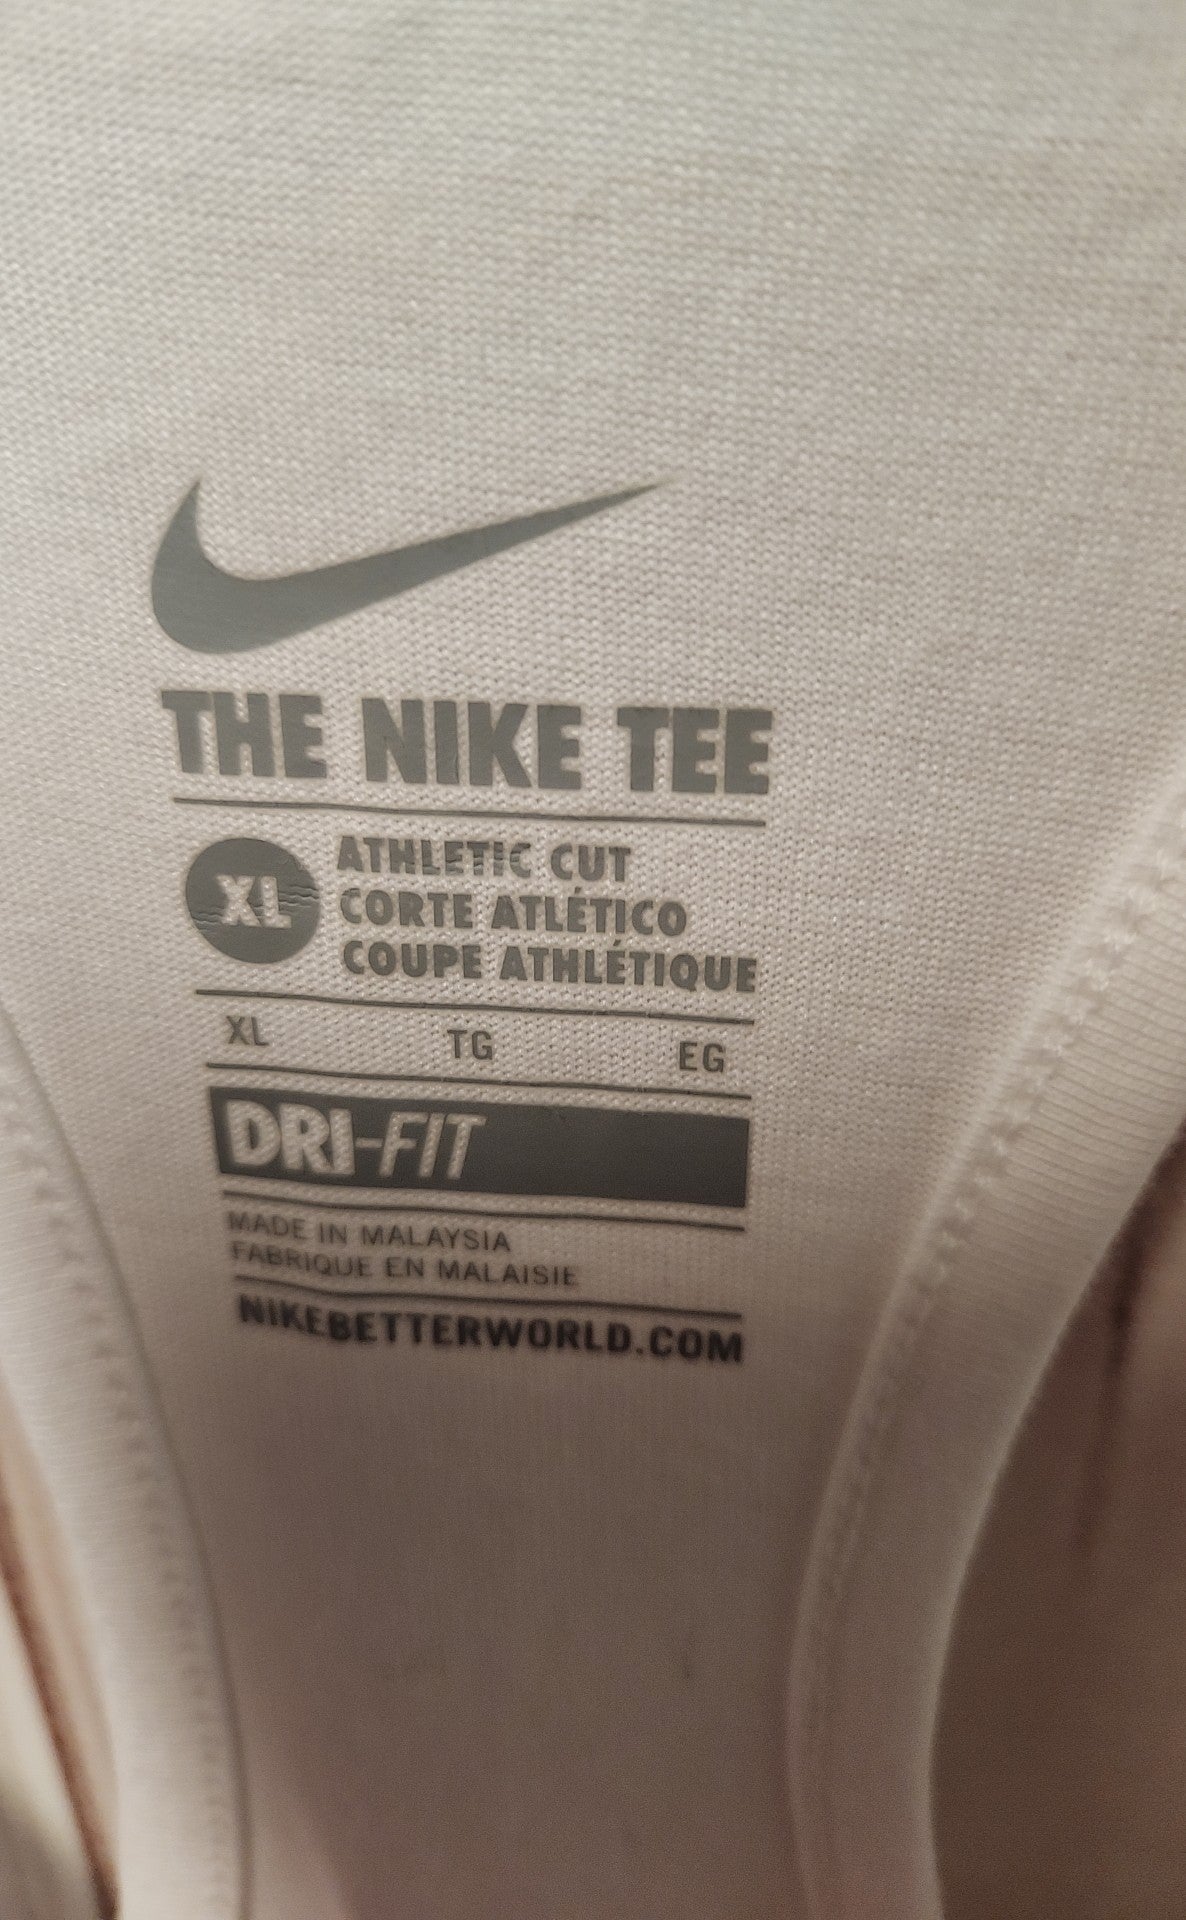 THE NIKE TEE
XL
ATHLETIC CUT
CORTE ATLÉTICO
COUPE ATHLÉTIQUE
XL TG EG
DRI-FIT
MADE IN MALAYSIA
FABRIQUE EN MALAISIE
NIKEBETTERWORLD.COM